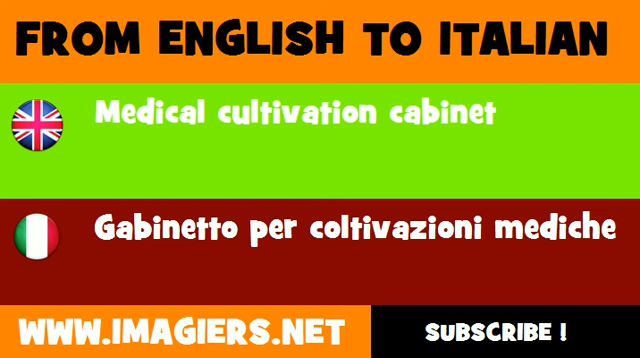 FROM ENGLISH TO ITALIAN
Medical cultivation cabinet
Gabinetto per coltivazioni mediche
WWW.IMAGIERS.NET
SUBSCRIBE !